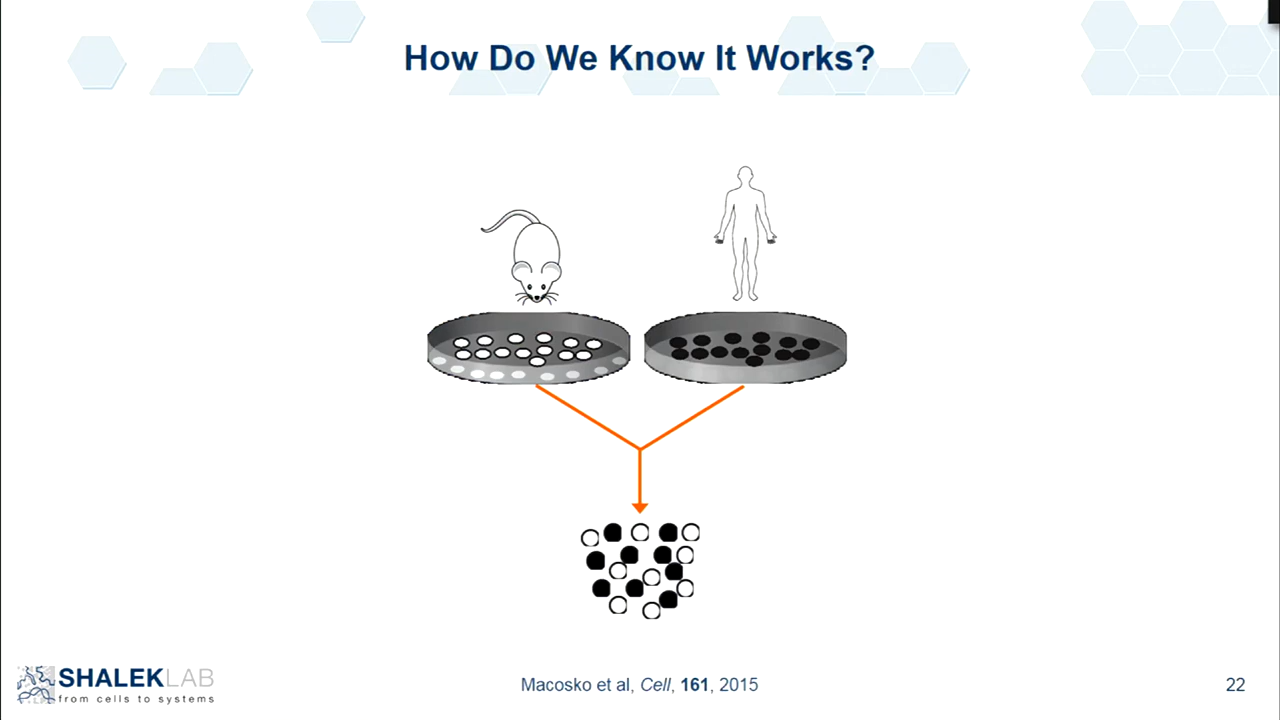 How Do We Know It Works?
SHALEKLAB
from cells to systems
Macosko et al, Cell, 161, 2015
22